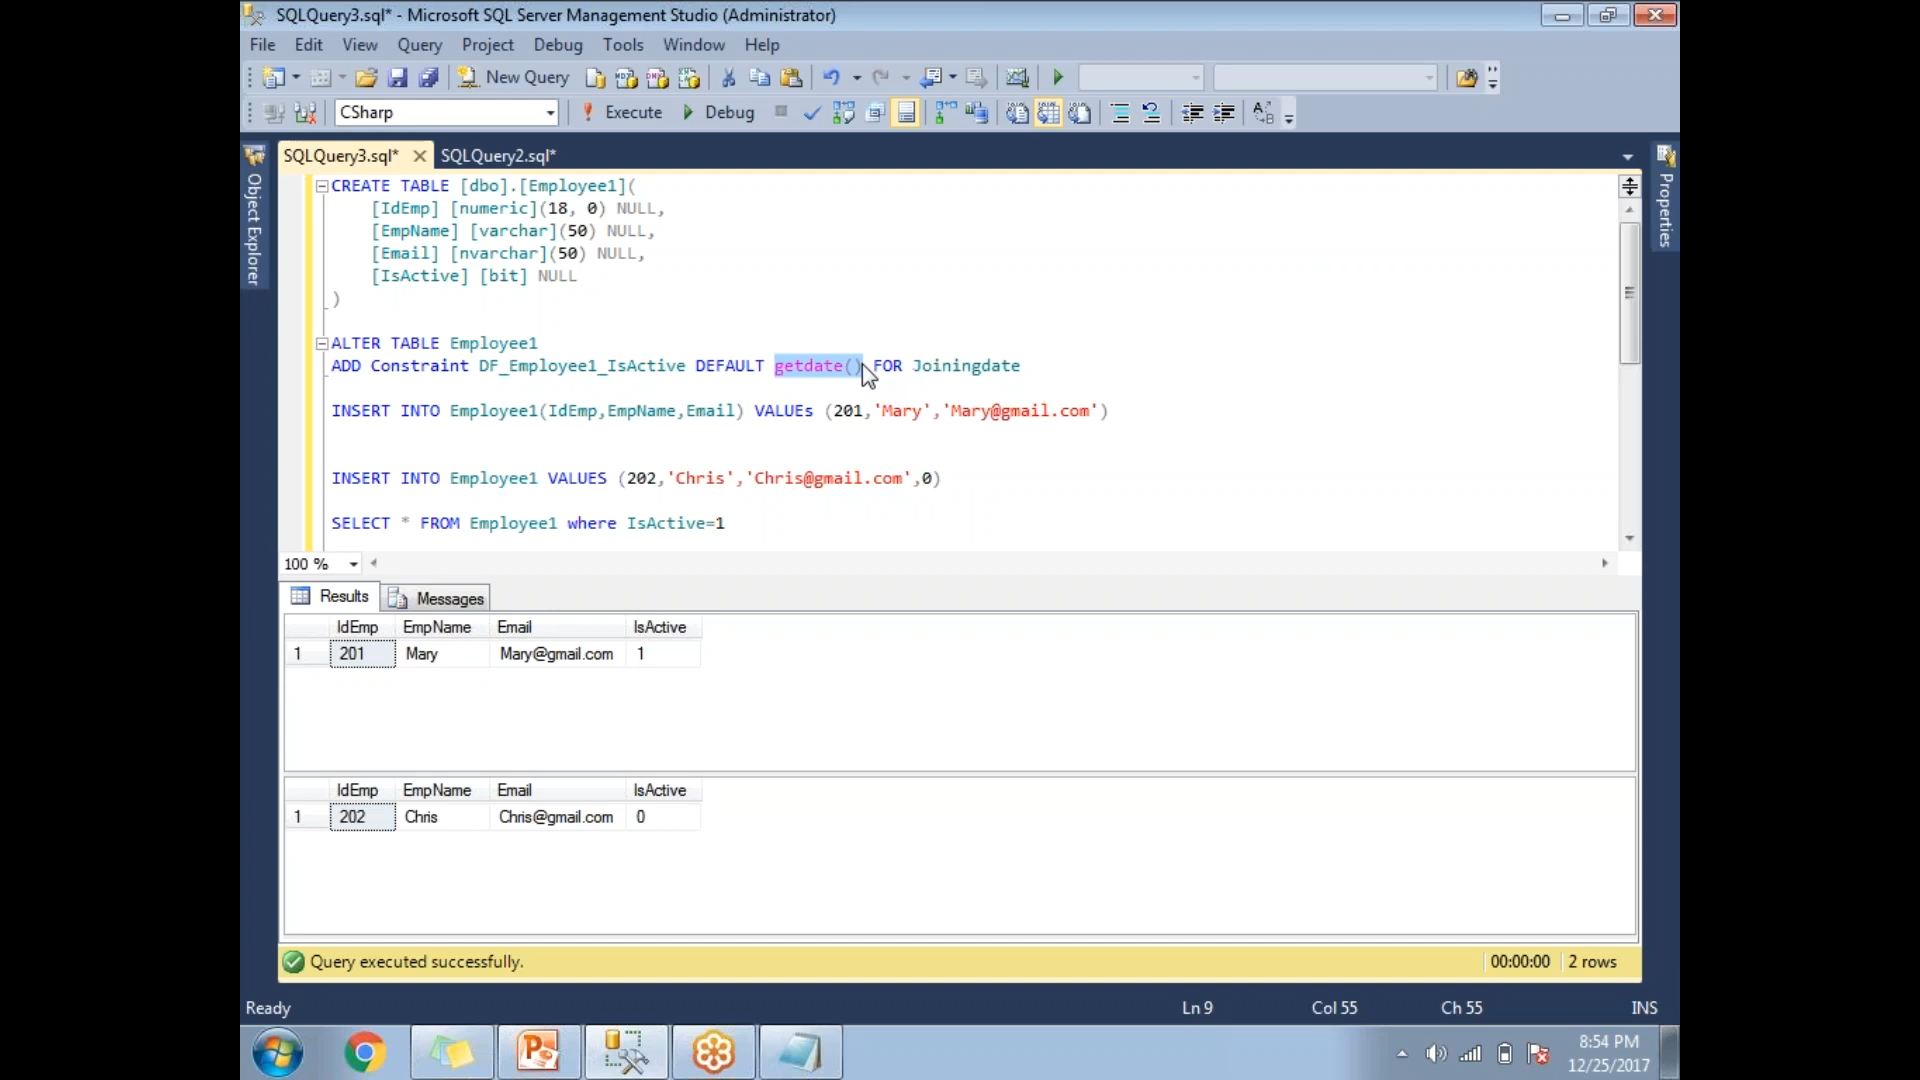 SQLQuery3.sql* - Microsoft SQL Server Management Studio (Administrator)
File Edit View Query Project Debug Tools Window Help
New Query
CSharp Execute Debug
SQLQuery3.sql* SQLQuery2.sql*
Object Explorer
Properties
CREATE TABLE [dbo].[Employee1](
[IdEmp] [numeric](18, 0) NULL,
[EmpName] [varchar](50) NULL,
[Email] [nvarchar](50) NULL,
[IsActive] [bit] NULL
)
ALTER TABLE Employee1
ADD Constraint DF_Employee1_IsActive DEFAULT getdate() FOR Joiningdate
INSERT INTO Employee1(IdEmp,EmpName,Email) VALUEs (201,'Mary','Mary@gmail.com')
INSERT INTO Employee1 VALUES (202,'Chris','Chris@gmail.com',0)
SELECT * FROM Employee1 where IsActive=1
100 %
Results Messages
IdEmp EmpName Email IsActive
1 201 Mary Mary@gmail.com 1
IdEmp EmpName Email IsActive
1 202 Chris Chris@gmail.com 0
Query executed successfully. 00:00:00 2 rows
Ready Ln 9 Col 55 Ch 55 INS
8:54 PM
12/25/2017